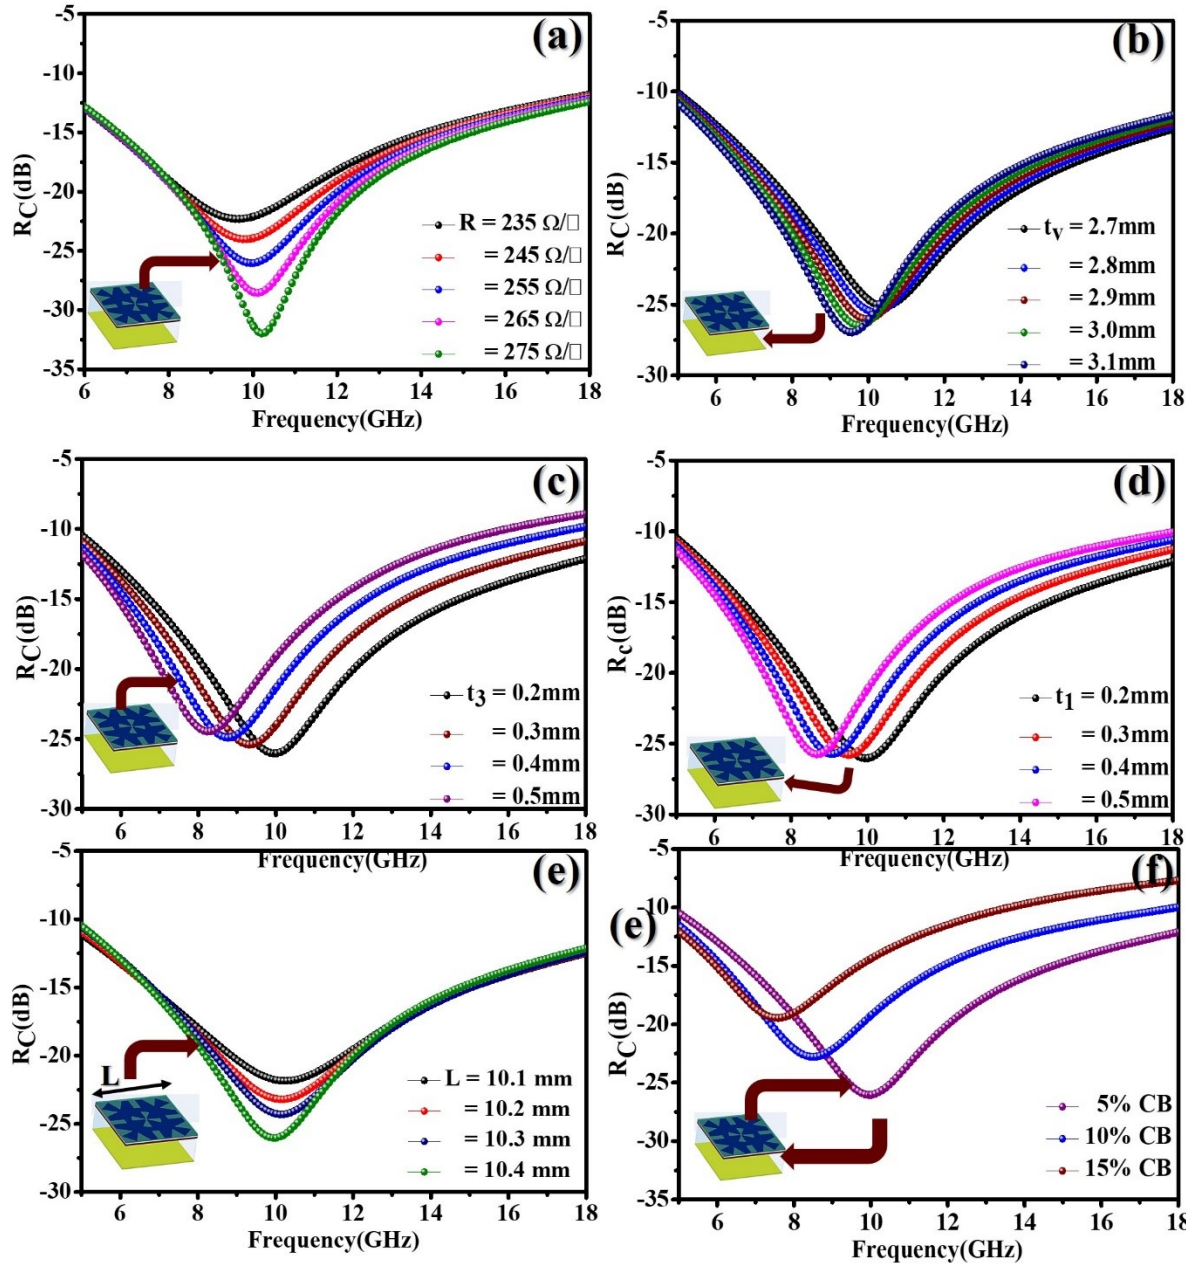 (a)
-5
-10
-15
-20
-25
-30
-35
R_C(dB)
R = 235 Ω/□
= 245 Ω/□
= 255 Ω/□
= 265 Ω/□
= 275 Ω/□
6 8 10 12 14 16 18
Frequency(GHz)
(b)
-5
-10
-15
-20
-25
-30
R_C(dB)
t_v = 2.7mm
= 2.8mm
= 2.9mm
= 3.0mm
= 3.1mm
6 8 10 12 14 16 18
Frequency(GHz)
(c)
-5
-10
-15
-20
-25
-30
R_C(dB)
t_3 = 0.2mm
= 0.3mm
= 0.4mm
= 0.5mm
6 8 10 12 14 16 18
Frequency(GHz)
(d)
-5
-10
-15
-20
-25
-30
R_c(dB)
t_1 = 0.2mm
= 0.3mm
= 0.4mm
= 0.5mm
6 8 10 12 14 16 18
Frequency(GHz)
(e)
-5
-10
-15
-20
-25
-30
R_C(dB)
L
L = 10.1 mm
= 10.2 mm
= 10.3 mm
= 10.4 mm
6 8 10 12 14 16 18
Frequency(GHz)
(f)
(e)
-5
-10
-15
-20
-25
-30
-35
R_C(dB)
5% CB
10% CB
15% CB
6 8 10 12 14 16 18
Frequency(GHz)